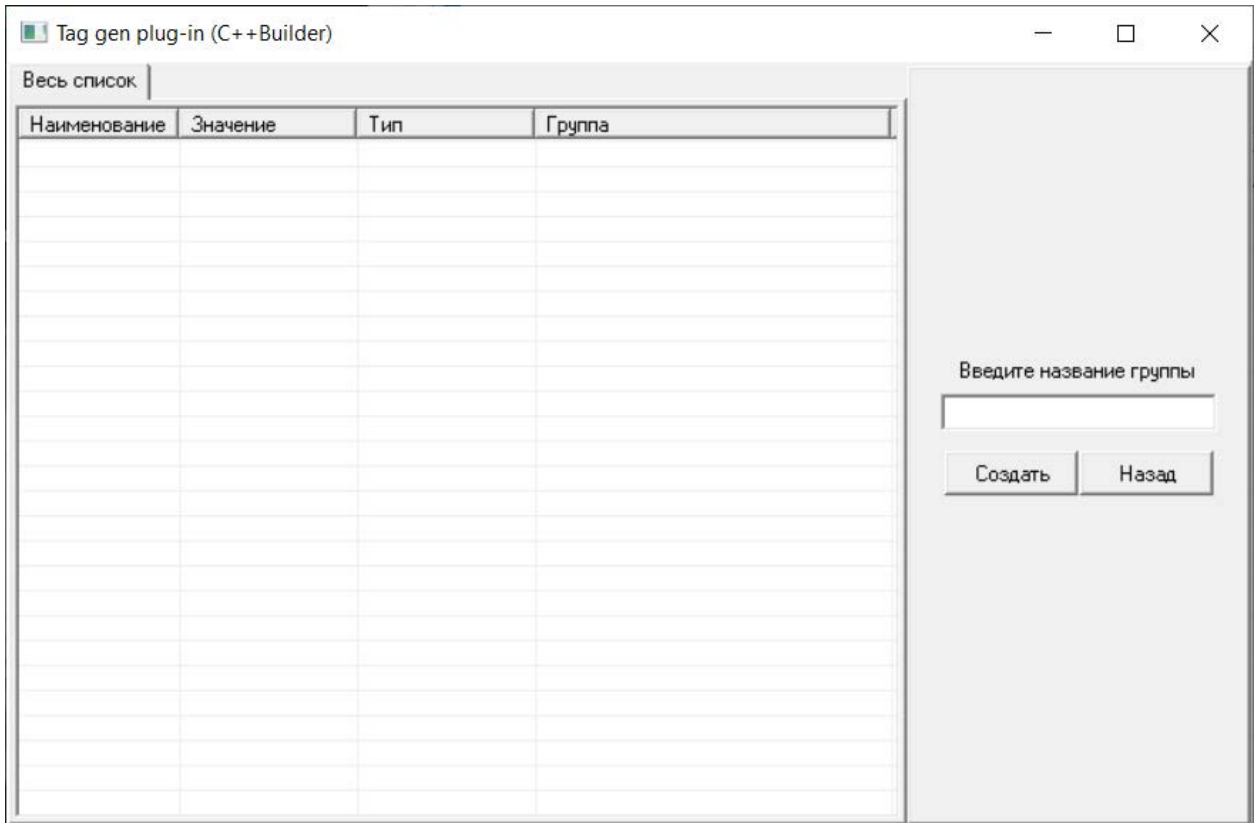 Tag gen plug-in (C++Builder)
Весь список
Наименование Значение Тип Группа
Введите название группы
Создать Назад